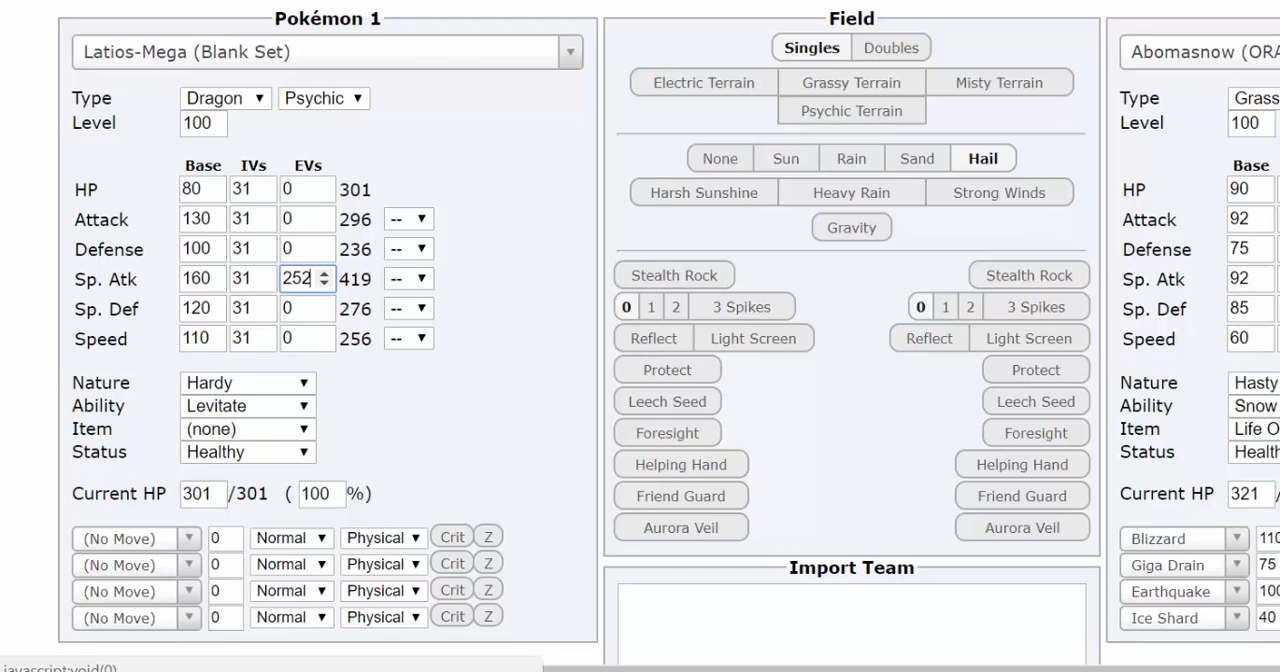 Pokémon 1
Latios-Mega (Blank Set)
Type Dragon Psychic
Level 100
Base IVs EVs
HP 80 31 0 301
Attack 130 31 0 296 --
Defense 100 31 0 236 --
Sp. Atk 160 31 252 419 --
Sp. Def 120 31 0 276 --
Speed 110 31 0 256 --
Nature Hardy
Ability Levitate
Item (none)
Status Healthy
Current HP 301 /301 ( 100 %)
(No Move) 0 Normal Physical Crit Z
(No Move) 0 Normal Physical Crit Z
(No Move) 0 Normal Physical Crit Z
(No Move) 0 Normal Physical Crit Z
javascript:void(0)
Field
Singles Doubles
Electric Terrain Grassy Terrain Misty Terrain
Psychic Terrain
None Sun Rain Sand Hail
Harsh Sunshine Heavy Rain Strong Winds
Gravity
Stealth Rock Stealth Rock
0 1 2 3 Spikes 0 1 2 3 Spikes
Reflect Light Screen Reflect Light Screen
Protect Protect
Leech Seed Leech Seed
Foresight Foresight
Helping Hand Helping Hand
Friend Guard Friend Guard
Aurora Veil Aurora Veil
Import Team
Abomasnow (ORA
Type Grass
Level 100
Base
HP 90
Attack 92
Defense 75
Sp. Atk 92
Sp. Def 85
Speed 60
Nature Hasty
Ability Snow
Item Life O
Status Health
Current HP 321 /
Blizzard 110
Giga Drain 75
Earthquake 100
Ice Shard 40